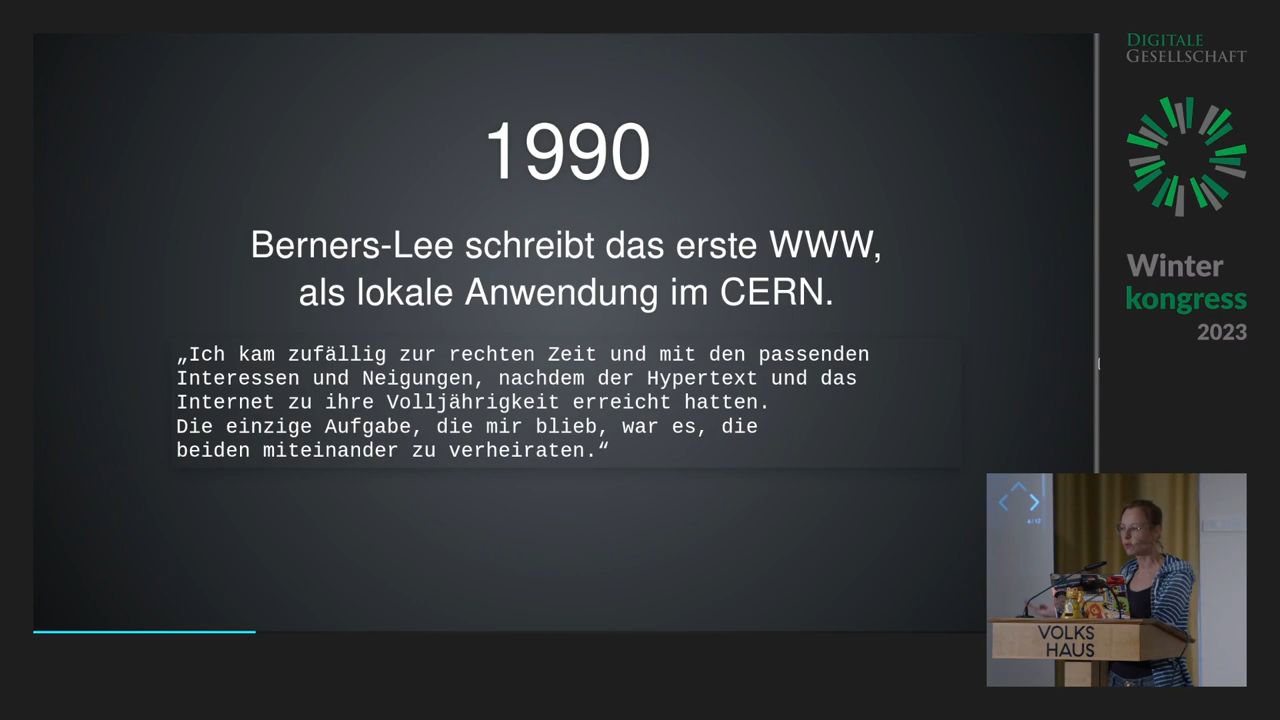 DIGITALE
GESELLSCHAFT
1990
Berners-Lee schreibt das erste WWW,
als lokale Anwendung im CERN.
„Ich kam zufällig zur rechten Zeit und mit den passenden
Interessen und Neigungen, nachdem der Hypertext und das
Internet zu ihre Volljährigkeit erreicht hatten.
Die einzige Aufgabe, die mir blieb, war es, die
beiden miteinander zu verheiraten.“
Winter
kongress
2023
4/12
VOLKS
HAUS